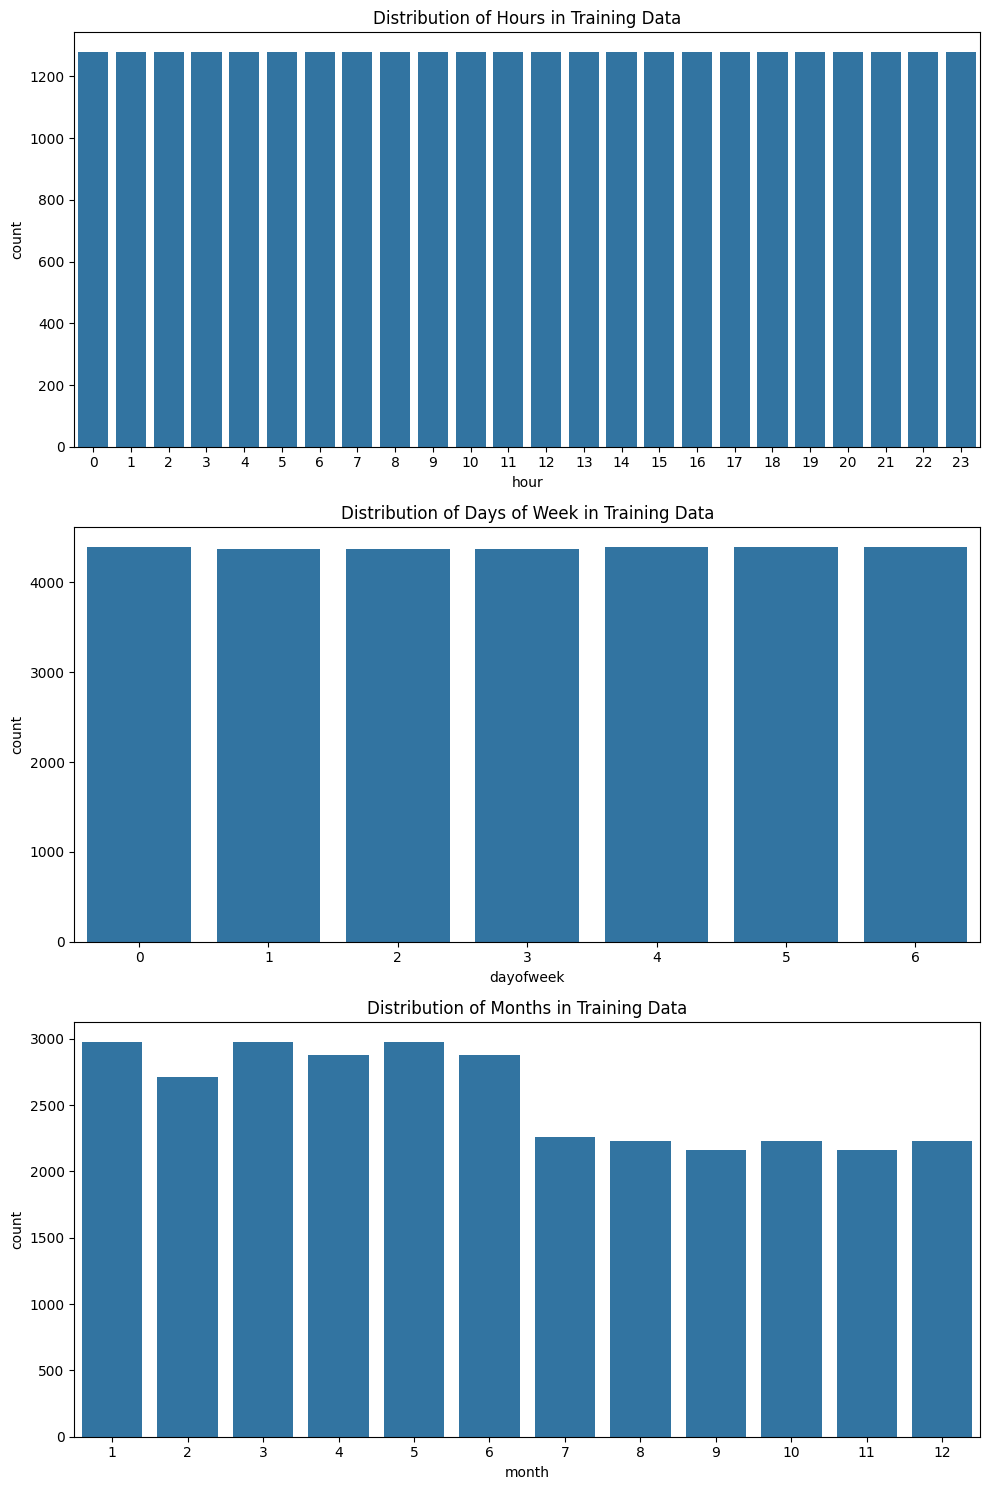 Distribution of Hours in Training Data
1200
1000
800
600
400
200
0
count
0 1 2 3 4 5 6 7 8 9 10 11 12 13 14 15 16 17 18 19 20 21 22 23
hour
Distribution of Days of Week in Training Data
4000
3000
2000
1000
0
count
0 1 2 3 4 5 6
dayofweek
Distribution of Months in Training Data
3000
2500
2000
1500
1000
500
0
count
1 2 3 4 5 6 7 8 9 10 11 12
month